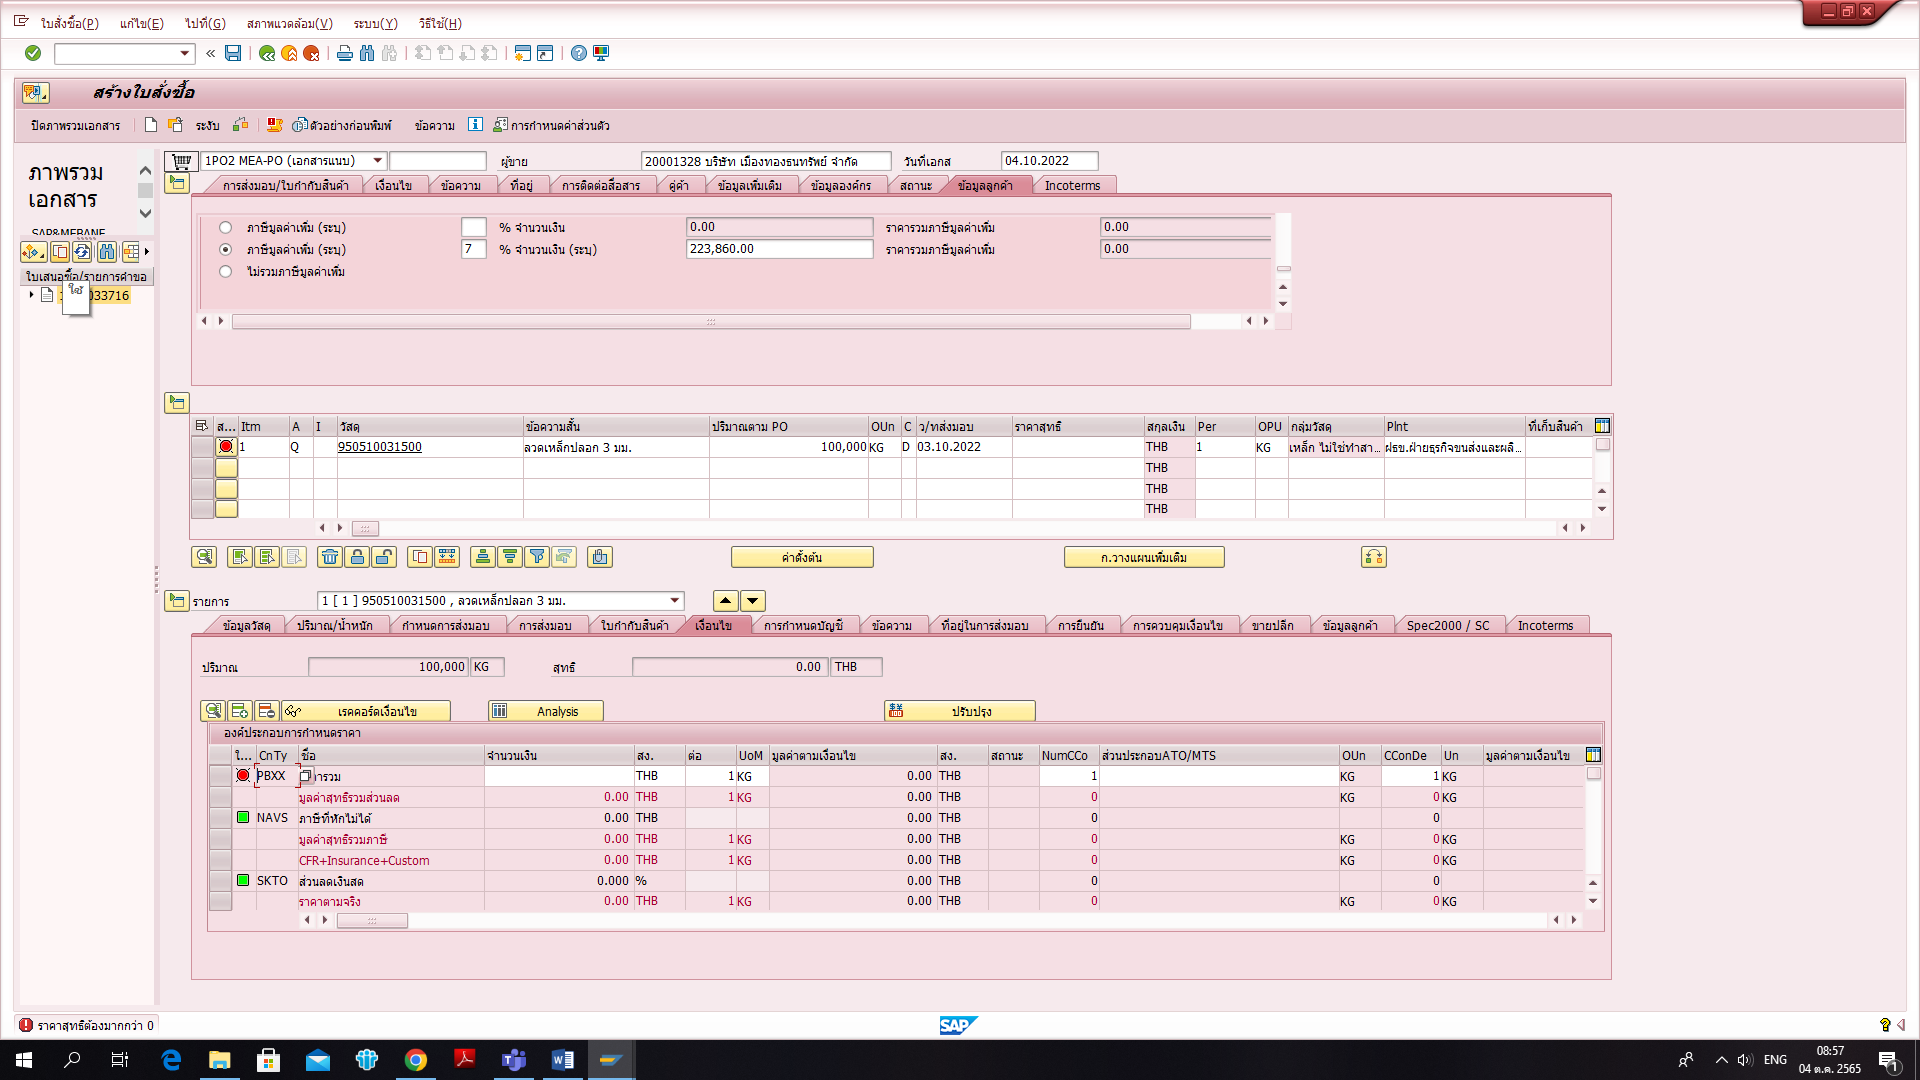 ใบสั่งซื้อ(P) แก้ไข(E) ไปที่(G) สภาพแวดล้อม(V) ระบบ(Y) วิธีใช้(H)
สร้างใบสั่งซื้อ
ปิดภาพรวมเอกสาร ระงับ ตัวอย่างก่อนพิมพ์ ข้อความ การกำหนดค่าส่วนตัว
ภาพรวม
เอกสาร
SAP&MEBANE
ใบเสนอซื้อ/รายการคำขอ
033716
ใช้
1PO2 MEA-PO (เอกสารแนบ) ผู้ขาย 20001328 บริษัท เมืองทองธนทรัพย์ จำกัด วันที่เอกส 04.10.2022
การส่งมอบ/ใบกำกับสินค้า เงื่อนไข ข้อความ ที่อยู่ การติดต่อสื่อสาร คู่ค้า ข้อมูลเพิ่มเติม ข้อมูลองค์กร สถานะ ข้อมูลลูกค้า Incoterms
ภาษีมูลค่าเพิ่ม (ระบุ) % จำนวนเงิน 0.00 ราคารวมภาษีมูลค่าเพิ่ม 0.00
ภาษีมูลค่าเพิ่ม (ระบุ) 7 % จำนวนเงิน (ระบุ) 223,860.00 ราคารวมภาษีมูลค่าเพิ่ม 0.00
ไม่รวมภาษีมูลค่าเพิ่ม
ส... Itm A I วัสดุ ข้อความสั้น ปริมาณตาม PO OUn C ว/ทส่งมอบ ราคาสุทธิ สกุลเงิน Per OPU กลุ่มวัสดุ Plnt ที่เก็บสินค้า
1 Q 950510031500 ลวดเหล็กปลอก 3 มม. 100,000 KG D 03.10.2022 THB 1 KG เหล็ก ไม่ใช่ทำสา... ฝธข.ฝ่ายธุรกิจขนส่งและผลิ...
THB
THB
THB
ค่าตั้งต้น ก.วางแผนเพิ่มเติม
รายการ 1 [ 1 ] 950510031500 , ลวดเหล็กปลอก 3 มม.
ข้อมูลวัสดุ ปริมาณ/น้ำหนัก กำหนดการส่งมอบ การส่งมอบ ใบกำกับสินค้า เงื่อนไข การกำหนดบัญชี ข้อความ ที่อยู่ในการส่งมอบ การยืนยัน การควบคุมเงื่อนไข ขายปลีก ข้อมูลลูกค้า Spec2000 / SC Incoterms
ปริมาณ 100,000 KG สุทธิ 0.00 THB
เรคคอร์ดเงื่อนไข Analysis ปรับปรุง
องค์ประกอบการกำหนดราคา
ใ... CnTy ชื่อ จำนวนเงิน สง. ต่อ UoM มูลค่าตามเงื่อนไข สง. สถานะ NumCCo ส่วนประกอบATO/MTS OUn CConDe Un มูลค่าตามเงื่อนไข
PBXX ารวม THB 1 KG 0.00 THB 1 KG 1 KG
มูลค่าสุทธิรวมส่วนลด 0.00 THB 1 KG 0.00 THB 0 KG 0 KG
NAVS ภาษีที่หักไม่ได้ 0.00 THB 0.00 THB 0 0
มูลค่าสุทธิรวมภาษี 0.00 THB 1 KG 0.00 THB 0 KG 0 KG
CFR+Insurance+Custom 0.00 THB 1 KG 0.00 THB 0 KG 0 KG
SKTO ส่วนลดเงินสด 0.000 % 0.00 THB 0 0
ราคาตามจริง 0.00 THB 1 KG 0.00 THB 0 KG 0 KG
ราคาสุทธิต้องมากกว่า 0
SAP
ENG
08:57
04 ต.ค. 2565
1